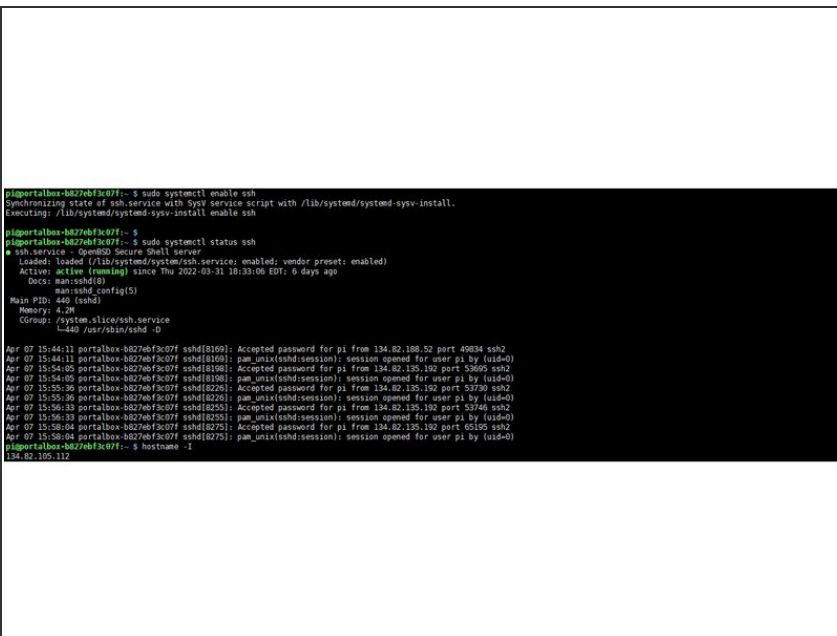 pi@portalbox-b827ebf3c07f:~ $ sudo systemctl enable ssh
Synchronizing state of ssh.service with SysV service script with /lib/systemd/systemd-sysv-install.
Executing: /lib/systemd/systemd-sysv-install enable ssh
pi@portalbox-b827ebf3c07f:~ $
pi@portalbox-b827ebf3c07f:~ $ sudo systemctl status ssh
● ssh.service - OpenBSD Secure Shell server
Loaded: loaded (/lib/systemd/system/ssh.service; enabled; vendor preset: enabled)
Active: active (running) since Thu 2022-03-31 18:33:06 EDT; 6 days ago
Docs: man:sshd(8)
man:sshd_config(5)
Main PID: 440 (sshd)
Memory: 4.2M
CGroup: /system.slice/ssh.service
└─440 /usr/sbin/sshd -D
Apr 07 15:44:11 portalbox-b827ebf3c07f sshd[8169]: Accepted password for pi from 134.82.188.52 port 49834 ssh2
Apr 07 15:44:11 portalbox-b827ebf3c07f sshd[8169]: pam_unix(sshd:session): session opened for user pi by (uid=0)
Apr 07 15:54:05 portalbox-b827ebf3c07f sshd[8198]: Accepted password for pi from 134.82.135.192 port 53695 ssh2
Apr 07 15:54:05 portalbox-b827ebf3c07f sshd[8198]: pam_unix(sshd:session): session opened for user pi by (uid=0)
Apr 07 15:55:36 portalbox-b827ebf3c07f sshd[8226]: Accepted password for pi from 134.82.135.192 port 53730 ssh2
Apr 07 15:55:36 portalbox-b827ebf3c07f sshd[8226]: pam_unix(sshd:session): session opened for user pi by (uid=0)
Apr 07 15:56:33 portalbox-b827ebf3c07f sshd[8255]: Accepted password for pi from 134.82.135.192 port 53746 ssh2
Apr 07 15:56:33 portalbox-b827ebf3c07f sshd[8255]: pam_unix(sshd:session): session opened for user pi by (uid=0)
Apr 07 15:58:04 portalbox-b827ebf3c07f sshd[8275]: Accepted password for pi from 134.82.135.192 port 65195 ssh2
Apr 07 15:58:04 portalbox-b827ebf3c07f sshd[8275]: pam_unix(sshd:session): session opened for user pi by (uid=0)
pi@portalbox-b827ebf3c07f:~ $ hostname -I
134.82.105.112